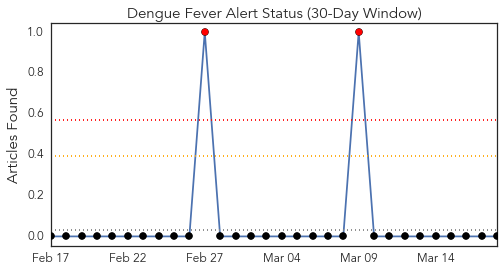 Dengue Fever Alert Status (30-Day Window)
Articles Found
1.0
0.8
0.6
0.4
0.2
0.0
Feb 17 Feb 22 Feb 27 Mar 04 Mar 09 Mar 14